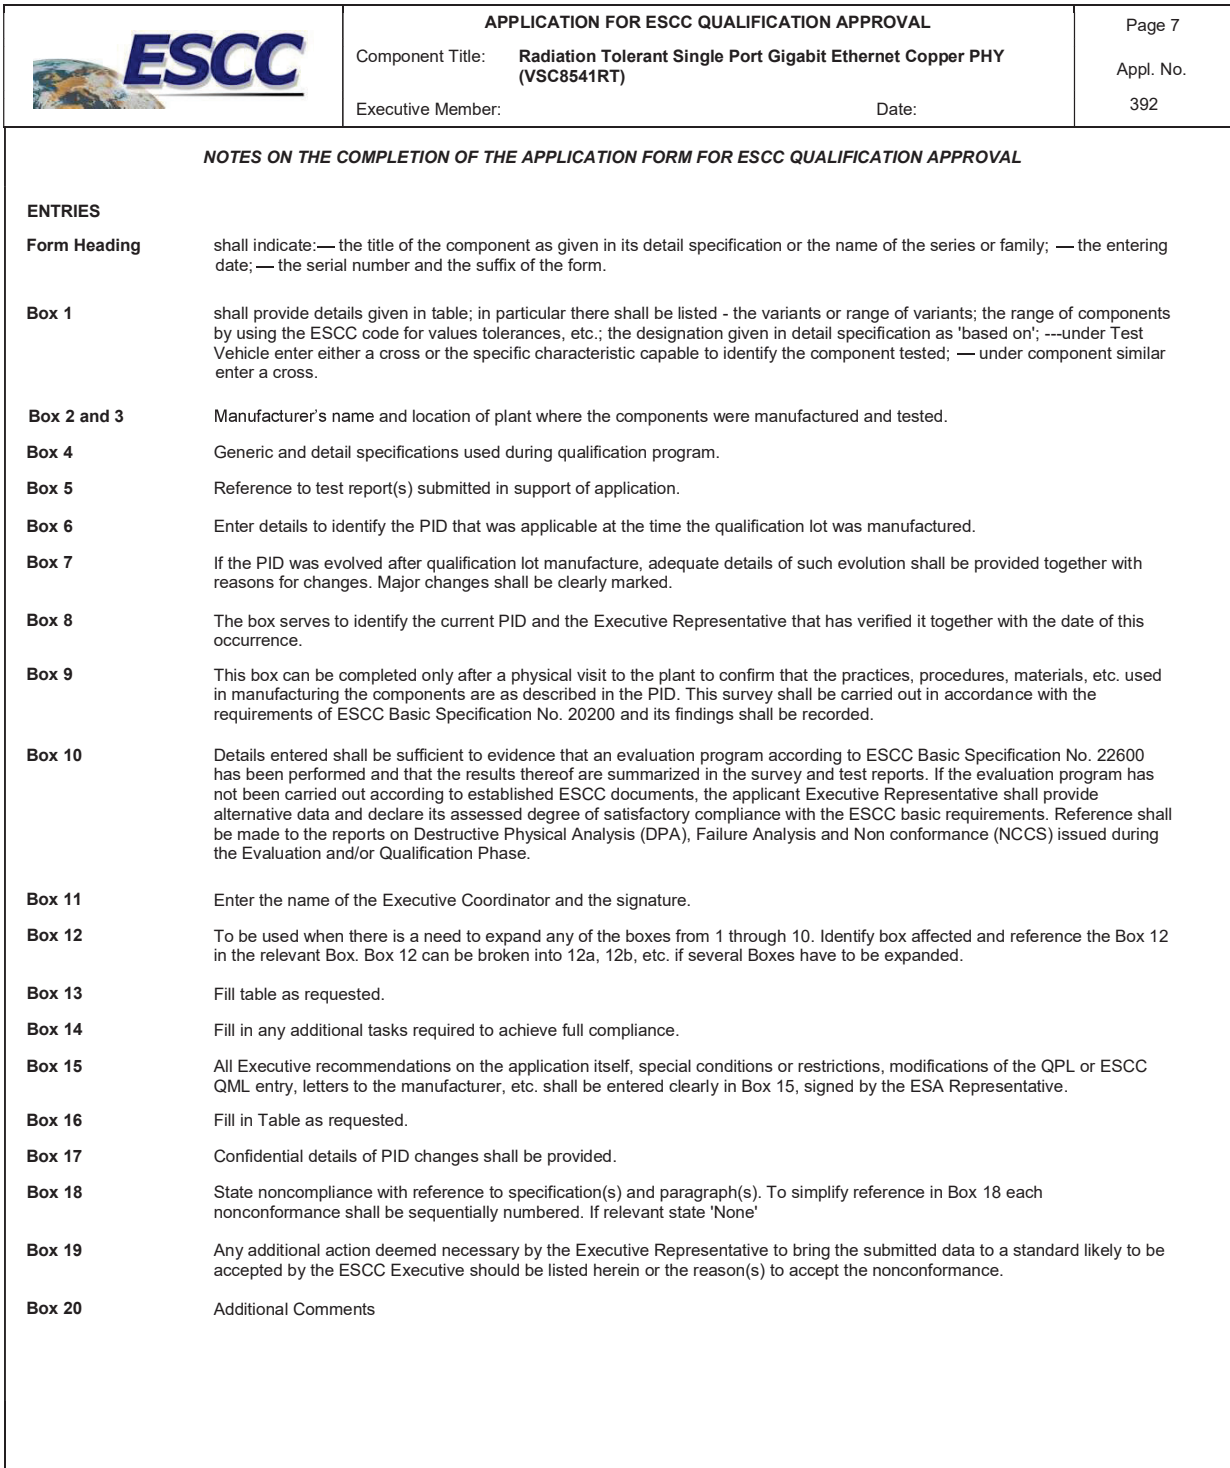 ESCC
APPLICATION FOR ESCC QUALIFICATION APPROVAL
Component Title: Radiation Tolerant Single Port Gigabit Ethernet Copper PHY
(VSC8541RT)
Executive Member: Date:
Page 7
Appl. No.
392
NOTES ON THE COMPLETION OF THE APPLICATION FORM FOR ESCC QUALIFICATION APPROVAL
ENTRIES
Form Heading shall indicate:— the title of the component as given in its detail specification or the name of the series or family; — the entering
date; — the serial number and the suffix of the form.
Box 1 shall provide details given in table; in particular there shall be listed - the variants or range of variants; the range of components
by using the ESCC code for values tolerances, etc.; the designation given in detail specification as 'based on'; ---under Test
Vehicle enter either a cross or the specific characteristic capable to identify the component tested; — under component similar
enter a cross.
Box 2 and 3 Manufacturer's name and location of plant where the components were manufactured and tested.
Box 4 Generic and detail specifications used during qualification program.
Box 5 Reference to test report(s) submitted in support of application.
Box 6 Enter details to identify the PID that was applicable at the time the qualification lot was manufactured.
Box 7 If the PID was evolved after qualification lot manufacture, adequate details of such evolution shall be provided together with
reasons for changes. Major changes shall be clearly marked.
Box 8 The box serves to identify the current PID and the Executive Representative that has verified it together with the date of this
occurrence.
Box 9 This box can be completed only after a physical visit to the plant to confirm that the practices, procedures, materials, etc. used
in manufacturing the components are as described in the PID. This survey shall be carried out in accordance with the
requirements of ESCC Basic Specification No. 20200 and its findings shall be recorded.
Box 10 Details entered shall be sufficient to evidence that an evaluation program according to ESCC Basic Specification No. 22600
has been performed and that the results thereof are summarized in the survey and test reports. If the evaluation program has
not been carried out according to established ESCC documents, the applicant Executive Representative shall provide
alternative data and declare its assessed degree of satisfactory compliance with the ESCC basic requirements. Reference shall
be made to the reports on Destructive Physical Analysis (DPA), Failure Analysis and Non conformance (NCCS) issued during
the Evaluation and/or Qualification Phase.
Box 11 Enter the name of the Executive Coordinator and the signature.
Box 12 To be used when there is a need to expand any of the boxes from 1 through 10. Identify box affected and reference the Box 12
in the relevant Box. Box 12 can be broken into 12a, 12b, etc. if several Boxes have to be expanded.
Box 13 Fill table as requested.
Box 14 Fill in any additional tasks required to achieve full compliance.
Box 15 All Executive recommendations on the application itself, special conditions or restrictions, modifications of the QPL or ESCC
QML entry, letters to the manufacturer, etc. shall be entered clearly in Box 15, signed by the ESA Representative.
Box 16 Fill in Table as requested.
Box 17 Confidential details of PID changes shall be provided.
Box 18 State noncompliance with reference to specification(s) and paragraph(s). To simplify reference in Box 18 each
nonconformance shall be sequentially numbered. If relevant state 'None'
Box 19 Any additional action deemed necessary by the Executive Representative to bring the submitted data to a standard likely to be
accepted by the ESCC Executive should be listed herein or the reason(s) to accept the nonconformance.
Box 20 Additional Comments